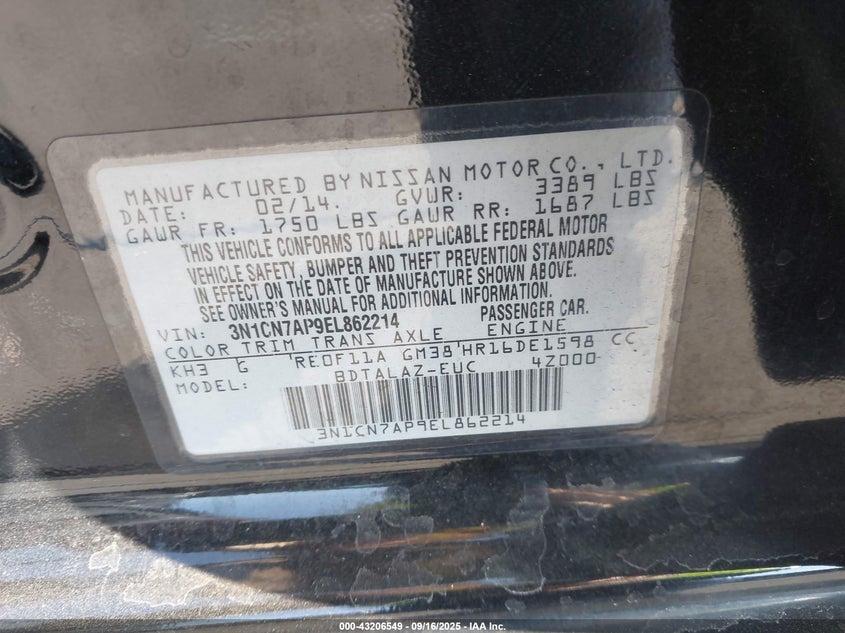 MANUFACTURED BY NISSAN MOTOR CO., LTD.
DATE: 02/14. GVWR: 3389 LBS
GAWR FR: 1750 LBS GAWR RR: 1687 LBS
THIS VEHICLE CONFORMS TO ALL APPLICABLE FEDERAL MOTOR
VEHICLE SAFETY, BUMPER AND THEFT PREVENTION STANDARDS
IN EFFECT ON THE DATE OF MANUFACTURE SHOWN ABOVE.
SEE OWNER'S MANUAL FOR ADDITIONAL INFORMATION.
VIN: 3N1CN7AP9EL862214 PASSENGER CAR.
COLOR TRIM TRANS AXLE ENGINE
KH3 G RE0F11A GM38 HR16DE1598 CC
MODEL: BDTALAZ-EUC 4Z000
3N1CN7AP9EL862214
000-43206549 - 09/16/2025 - IAA Inc.